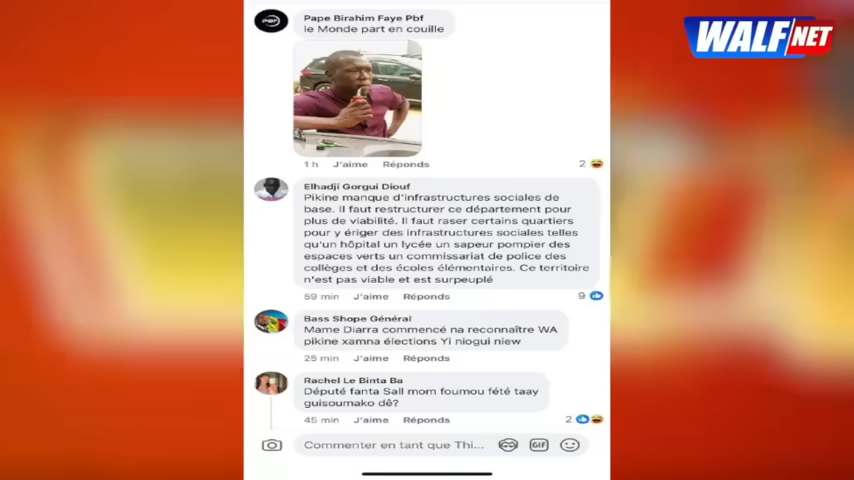 WALF NET
PBF
Pape Birahim Faye Pbf
le Monde part en couille
1 h J'aime Réponds 2
Elhadji Gorgui Diouf
Pikine manque d'infrastructures sociales de
base. Il faut restructurer ce département pour
plus de viabilité. Il faut raser certains quartiers
pour y ériger des infrastructures sociales telles
qu'un hôpital un lycée un sapeur pompier des
espaces verts un commissariat de police des
collèges et des écoles élémentaires. Ce territoire
n'est pas viable et est surpeuplé
59 min J'aime Réponds 9
Bass Shope Général
Mame Diarra commencé na reconnaître WA
pikine xamna élections Yi niogui niew
25 min J'aime Réponds
Rachel Le Binta Ba
Député fanta Sall mom foumou fété taay
guisoumako dê?
45 min J'aime Réponds 2
Commenter en tant que Thi... GIF